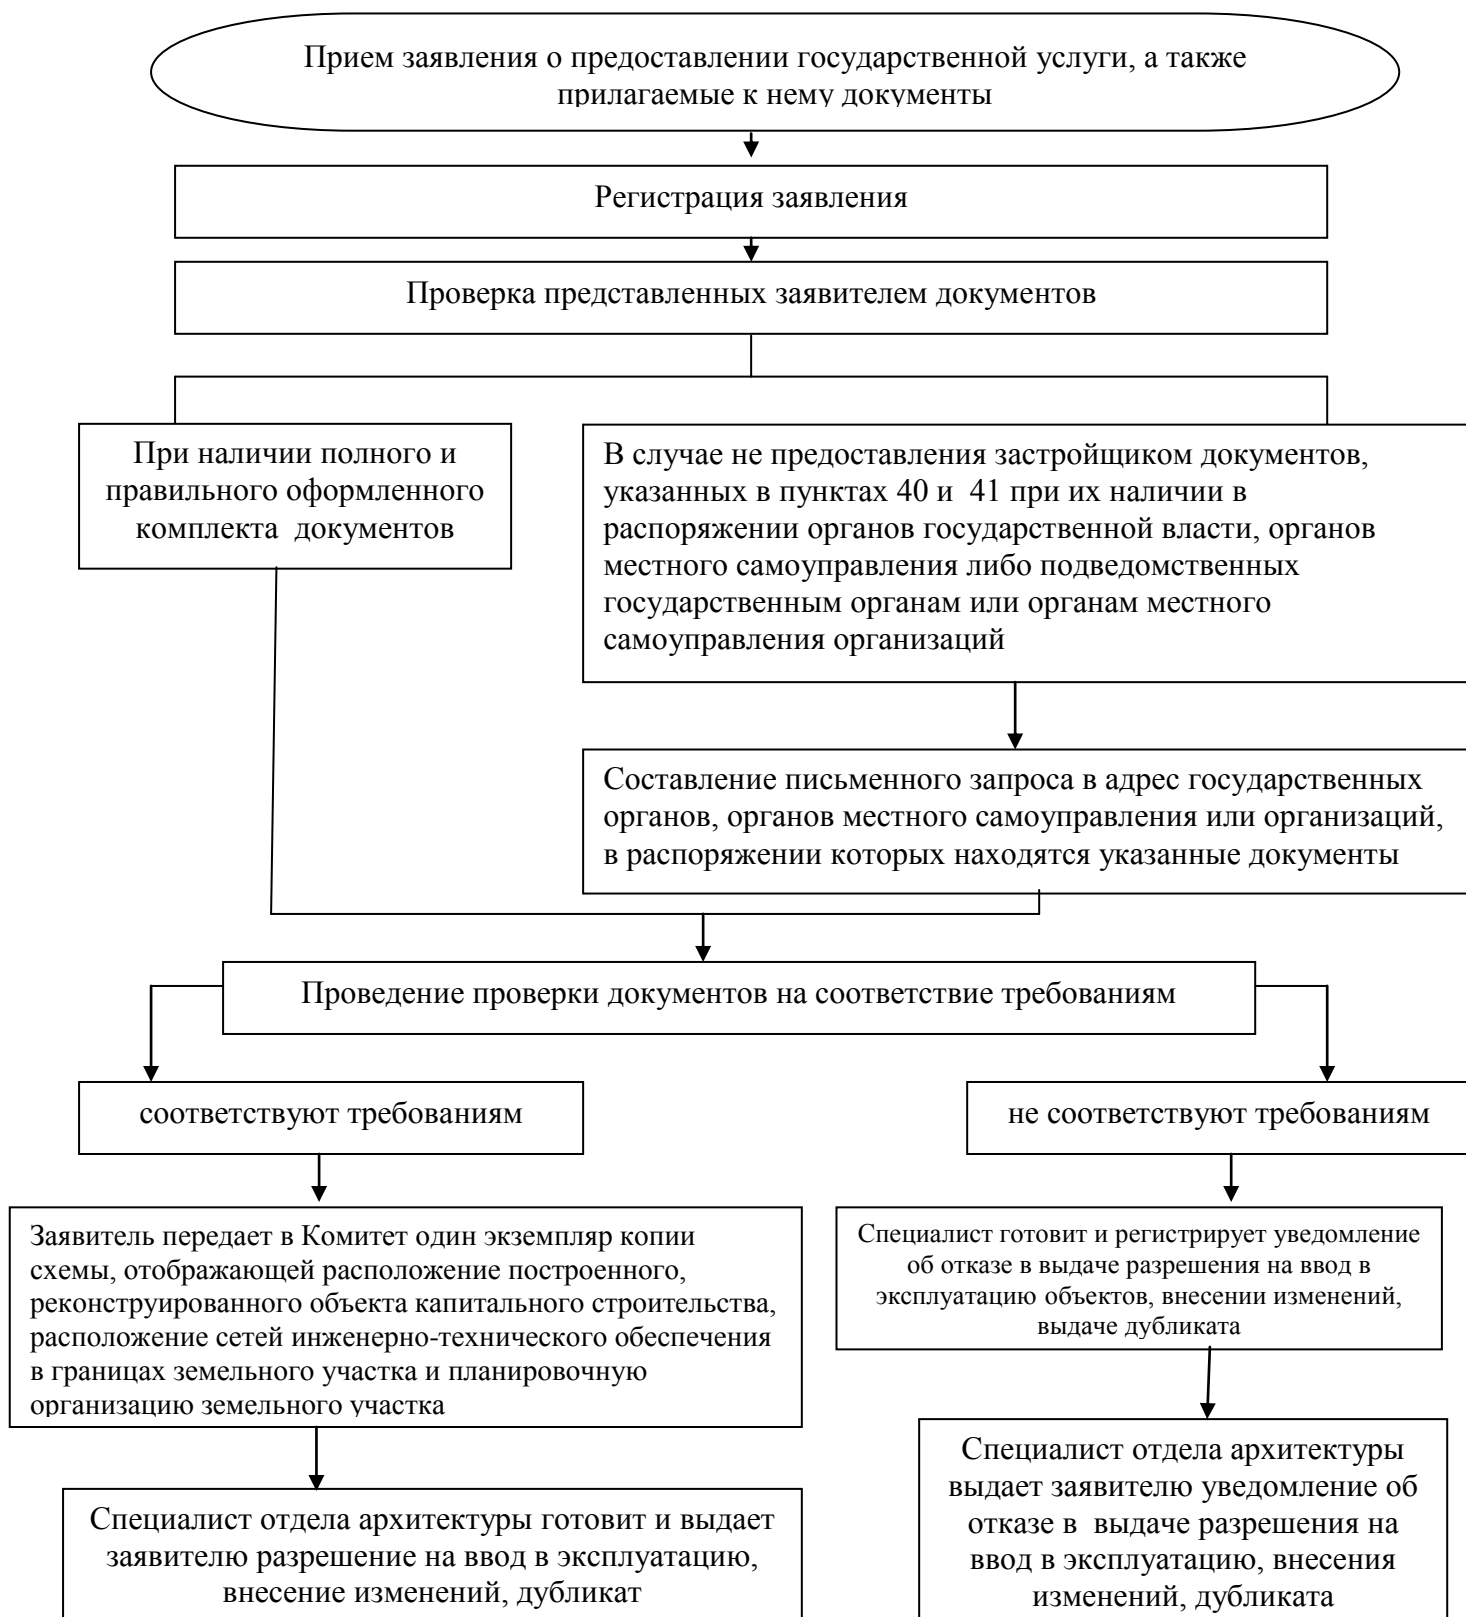 Прием заявления о предоставлении государственной услуги, а также
прилагаемые к нему документы
Регистрация заявления
Проверка представленных заявителем документов
При наличии полного и
правильного оформленного
комплекта документов
В случае не предоставления застройщиком документов,
указанных в пунктах 40 и 41 при их наличии в
распоряжении органов государственной власти, органов
местного самоуправления либо подведомственных
государственным органам или органам местного
самоуправления организаций
Составление письменного запроса в адрес государственных
органов, органов местного самоуправления или организаций,
в распоряжении которых находятся указанные документы
Проведение проверки документов на соответствие требованиям
соответствуют требованиям
не соответствуют требованиям
Заявитель передает в Комитет один экземпляр копии
схемы, отображающей расположение построенного,
реконструированного объекта капитального строительства,
расположение сетей инженерно-технического обеспечения
в границах земельного участка и планировочную
организацию земельного участка
Специалист готовит и регистрирует уведомление
об отказе в выдаче разрешения на ввод в
эксплуатацию объектов, внесении изменений,
выдаче дубликата
Специалист отдела архитектуры готовит и выдает
заявителю разрешение на ввод в эксплуатацию,
внесение изменений, дубликат
Специалист отдела архитектуры
выдает заявителю уведомление об
отказе в выдаче разрешения на
ввод в эксплуатацию, внесения
изменений, дубликата